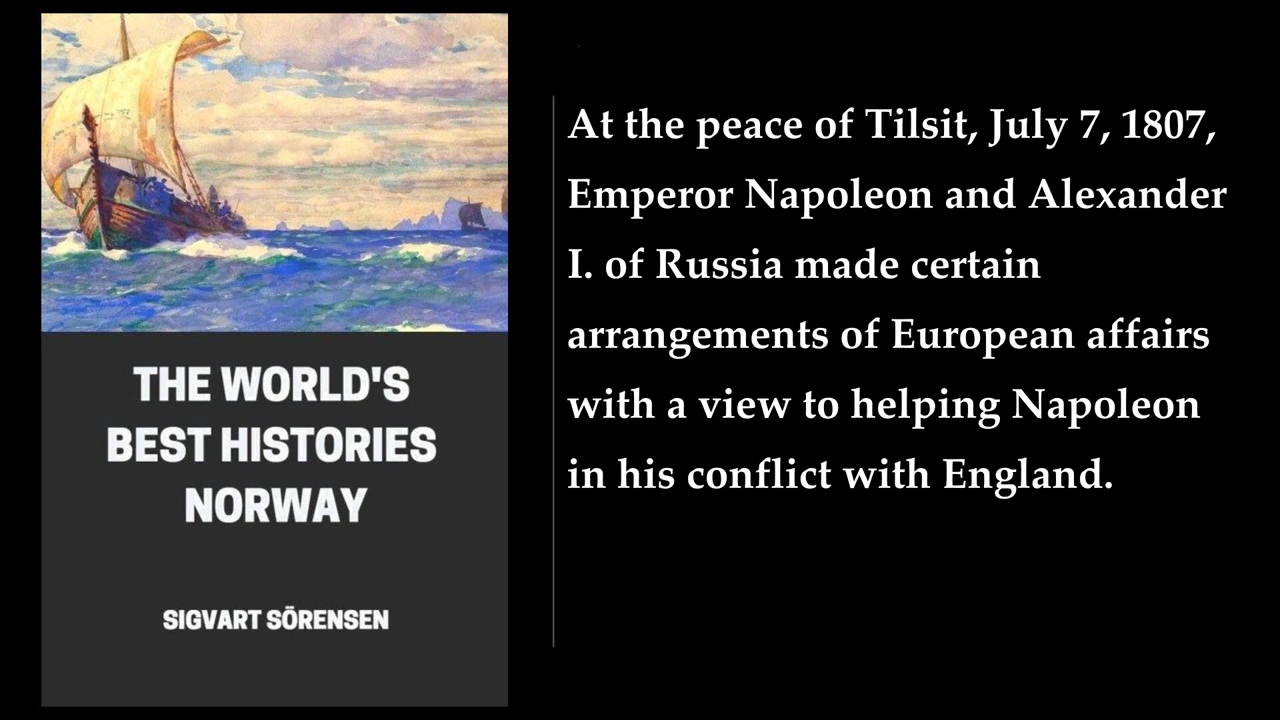 THE WORLD'S
BEST HISTORIES
NORWAY
SIGVART SÖRENSEN
At the peace of Tilsit, July 7, 1807,
Emperor Napoleon and Alexander
I. of Russia made certain
arrangements of European affairs
with a view to helping Napoleon
in his conflict with England.